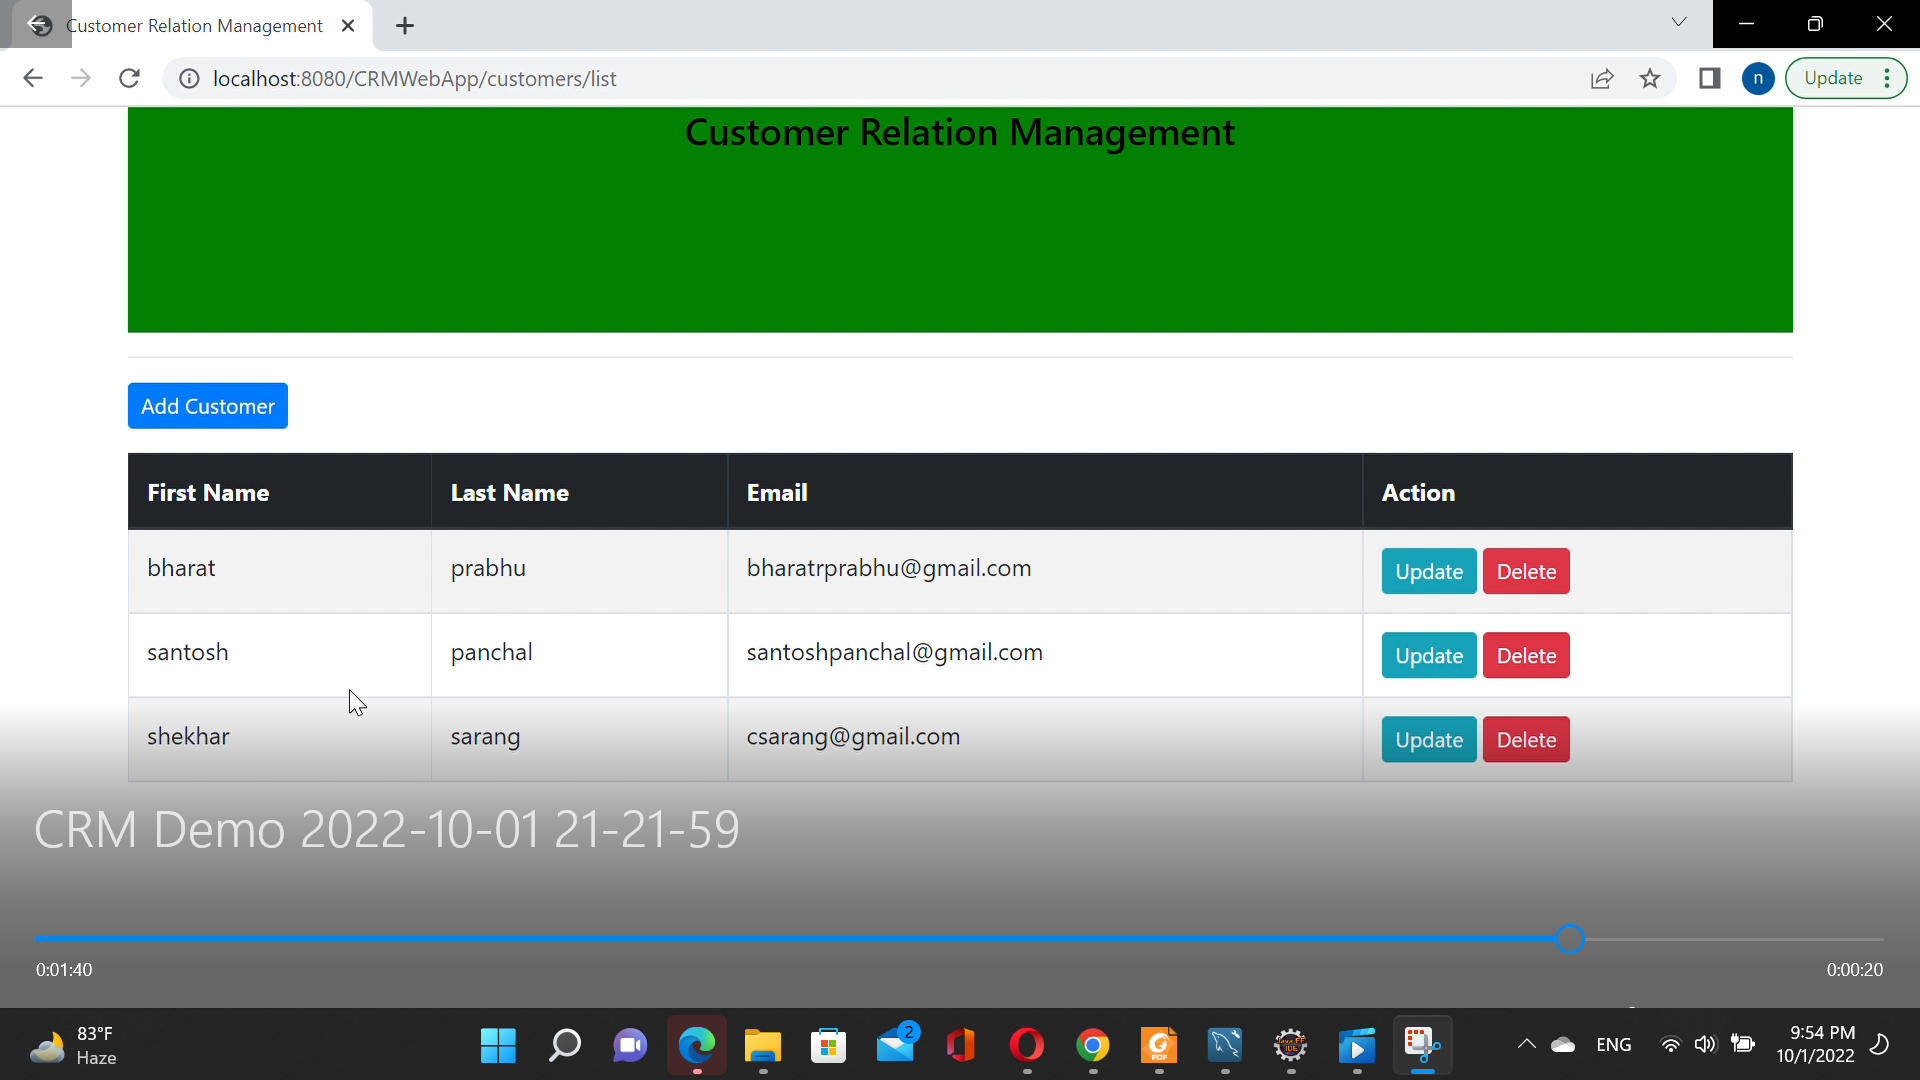 Customer Relation Management
localhost:8080/CRMWebApp/customers/list
n
Update
Customer Relation Management
Add Customer
First Name Last Name Email Action
bharat prabhu bharatrprabhu@gmail.com Update Delete
santosh panchal santoshpanchal@gmail.com Update Delete
shekhar sarang csarang@gmail.com Update Delete
CRM Demo 2022-10-01 21-21-59
0:01:40 0:00:20
83°F
Haze
2
PDF
ENG
9:54 PM
10/1/2022